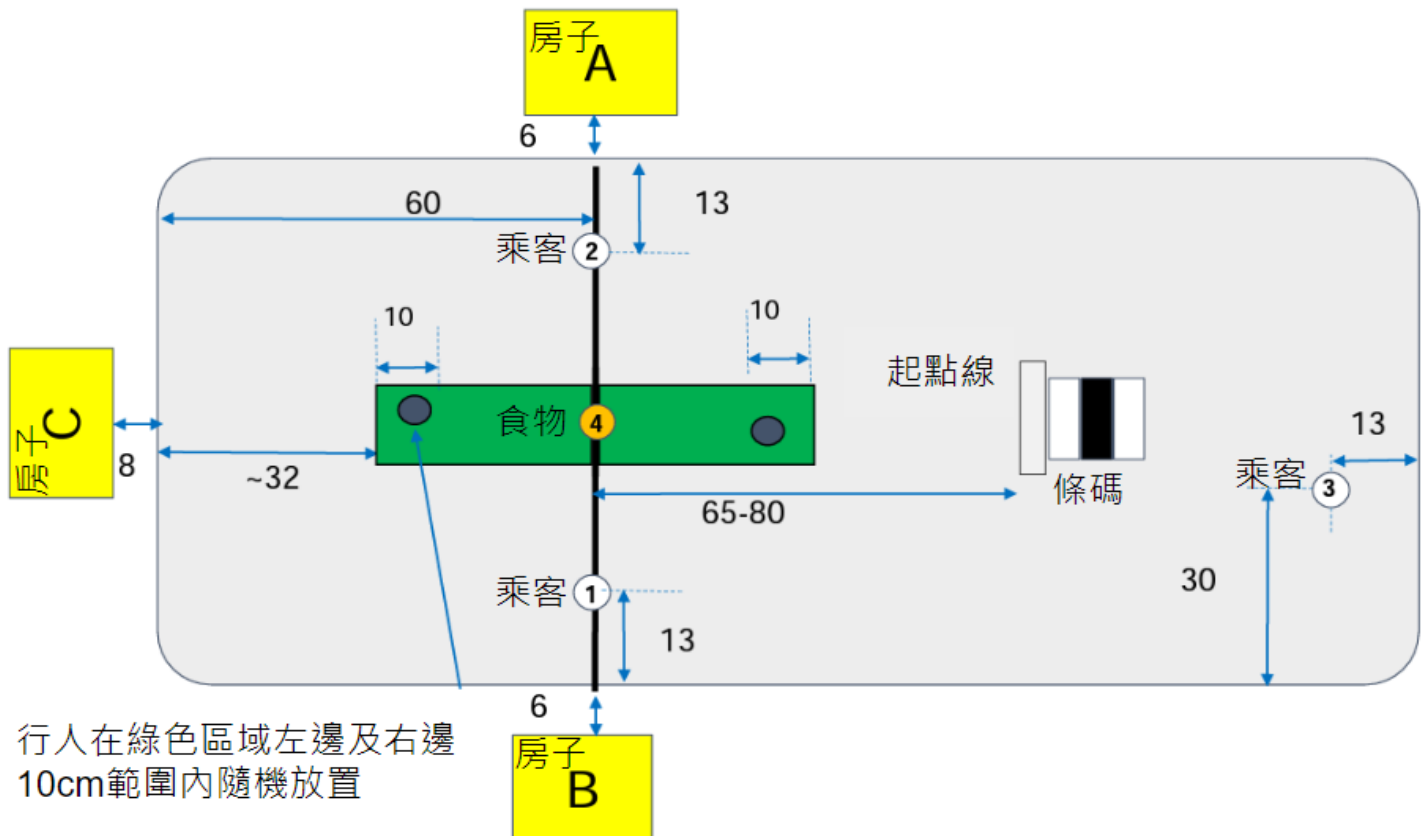 房子
A
6
60
13
乘客
2
10
10
起點線
食物
4
房子
C
8
~32
65-80
條碼
乘客
3
13
30
乘客
1
13
6
行人在綠色區域左邊及右邊
10cm範圍內隨機放置
房子
B